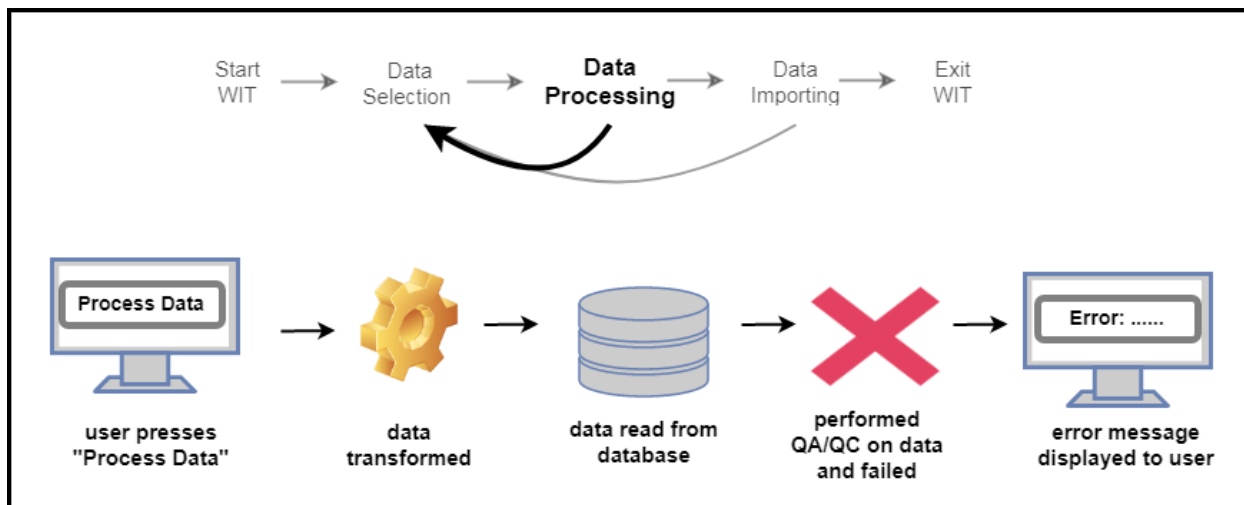 Start
WIT
Data
Selection
Data
Processing
Data
Importing
Exit
WIT
Process Data
Error: ......
user presses
"Process Data"
data
transformed
data read from
database
performed
QA/QC on data
and failed
error message
displayed to user